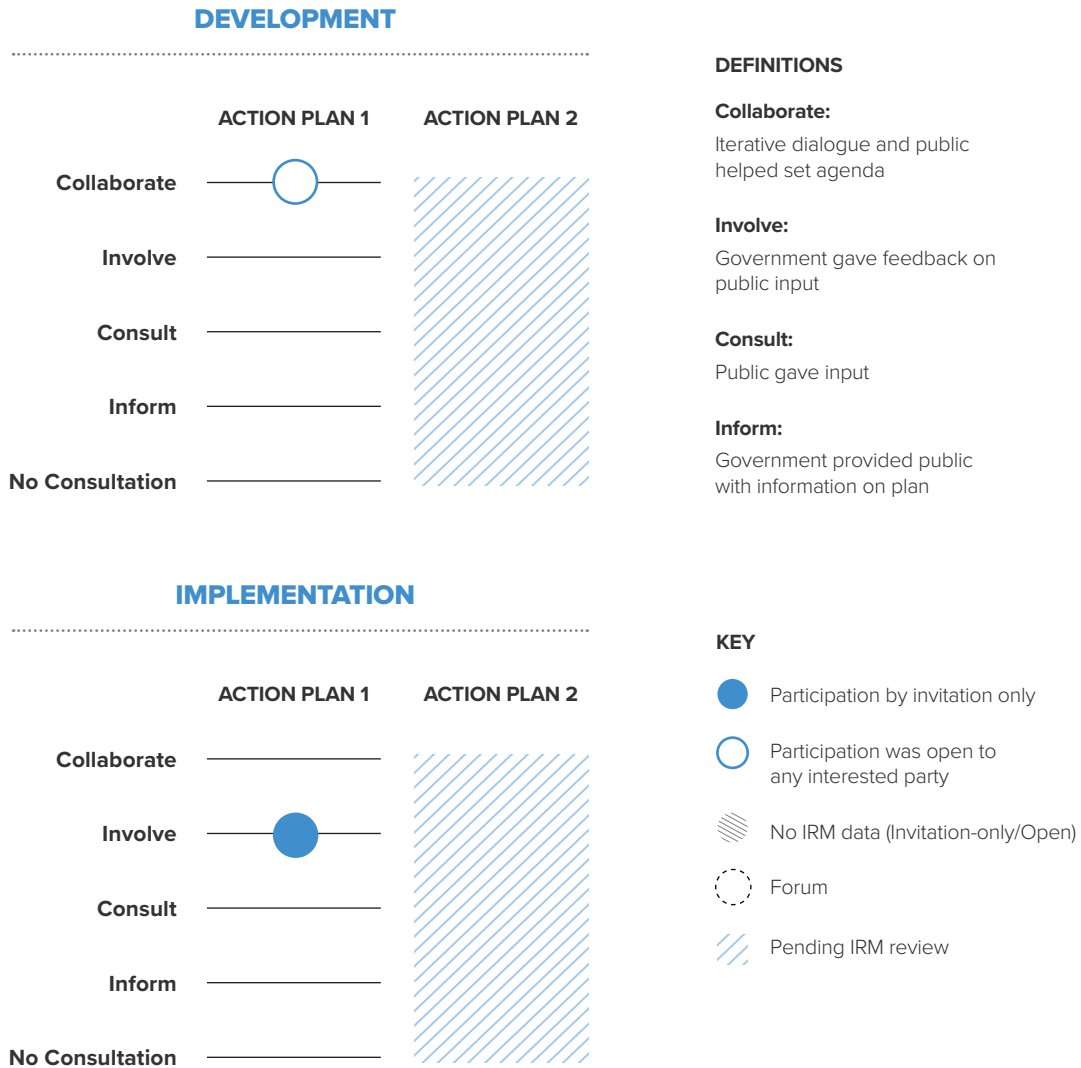 DEVELOPMENT
ACTION PLAN 1 ACTION PLAN 2
Collaborate
Involve
Consult
Inform
No Consultation
DEFINITIONS
Collaborate:
Iterative dialogue and public
helped set agenda
Involve:
Government gave feedback on
public input
Consult:
Public gave input
Inform:
Government provided public
with information on plan
IMPLEMENTATION
ACTION PLAN 1 ACTION PLAN 2
Collaborate
Involve
Consult
Inform
No Consultation
KEY
Participation by invitation only
Participation was open to
any interested party
No IRM data (Invitation-only/Open)
Forum
Pending IRM review